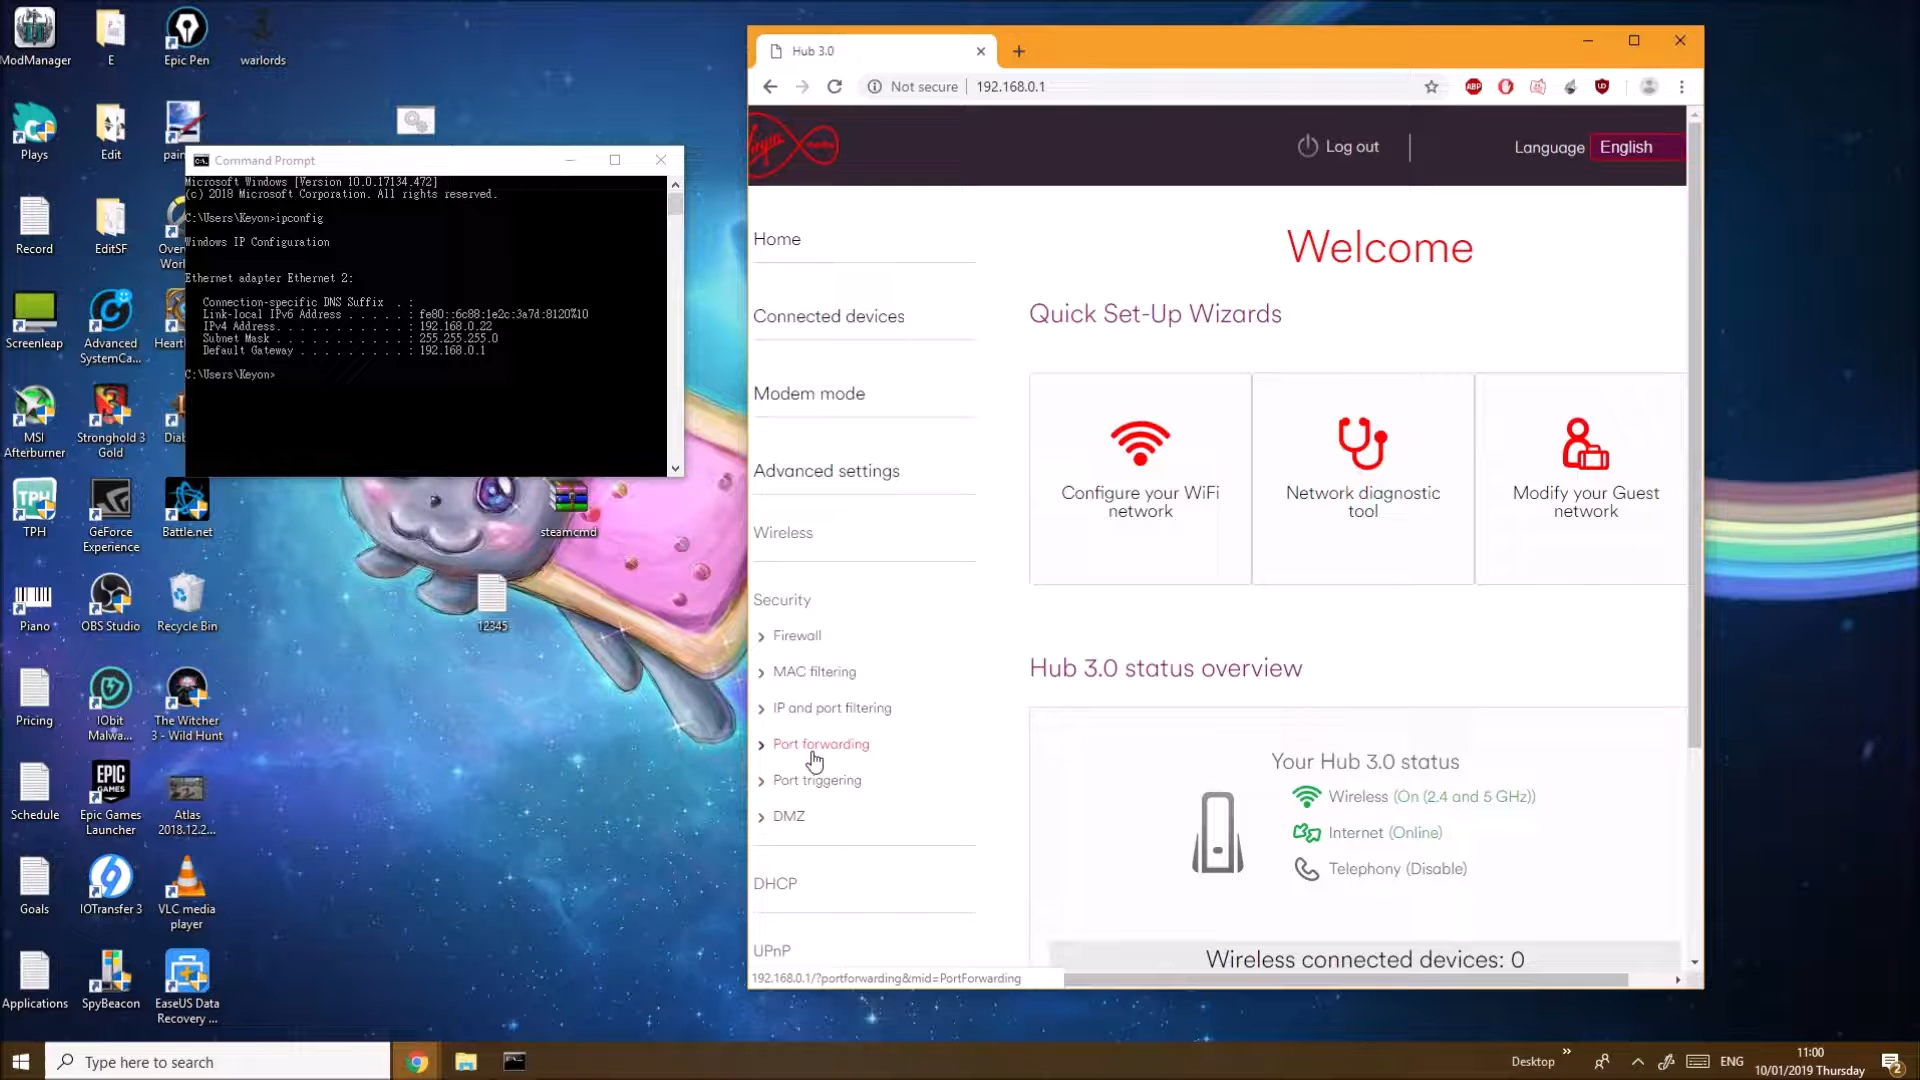 ModManager
E
Epic Pen
warlords
Plays
Edit
Record
EditSF
Screenleap
Advanced
SystemCa...
MSI
Afterburner
Stronghold 3
Gold
TPH
TPH
GeForce
Experience
Battle.net
steamcmd
Piano
OBS Studio
Recycle Bin
12345
Pricing
IObit
Malwa...
The Witcher
3 - Wild Hunt
Schedule
EPIC
GAMES
Epic Games
Launcher
Atlas
2018.12.2...
Goals
IOTransfer 3
VLC media
player
Applications
SpyBeacon
EaseUS Data
Recovery ...
Command Prompt
Microsoft Windows [Version 10.0.17134.472]
(c) 2018 Microsoft Corporation. All rights reserved.
C:\Users\Keyon>ipconfig
Windows IP Configuration
Ethernet adapter Ethernet 2:
Connection-specific DNS Suffix . :
Link-local IPv6 Address . . . . . : fe80::6c88:1e2c:3a7d:8120%10
IPv4 Address. . . . . . . . . . . : 192.168.0.22
Subnet Mask . . . . . . . . . . . : 255.255.255.0
Default Gateway . . . . . . . . . : 192.168.0.1
C:\Users\Keyon>
Hub 3.0
Not secure
192.168.0.1
ABP
Log out
Language
English
Home
Connected devices
Modem mode
Advanced settings
Wireless
Security
Firewall
MAC filtering
IP and port filtering
Port forwarding
Port triggering
DMZ
DHCP
UPnP
192.168.0.1/?portforwarding&mid=PortForwarding
Welcome
Quick Set-Up Wizards
Configure your WiFi
network
Network diagnostic
tool
Modify your Guest
network
Hub 3.0 status overview
Your Hub 3.0 status
Wireless (On (2.4 and 5 GHz))
Internet (Online)
Telephony (Disable)
Wireless connected devices: 0
Type here to search
Desktop
ENG
11:00
10/01/2019 Thursday
2